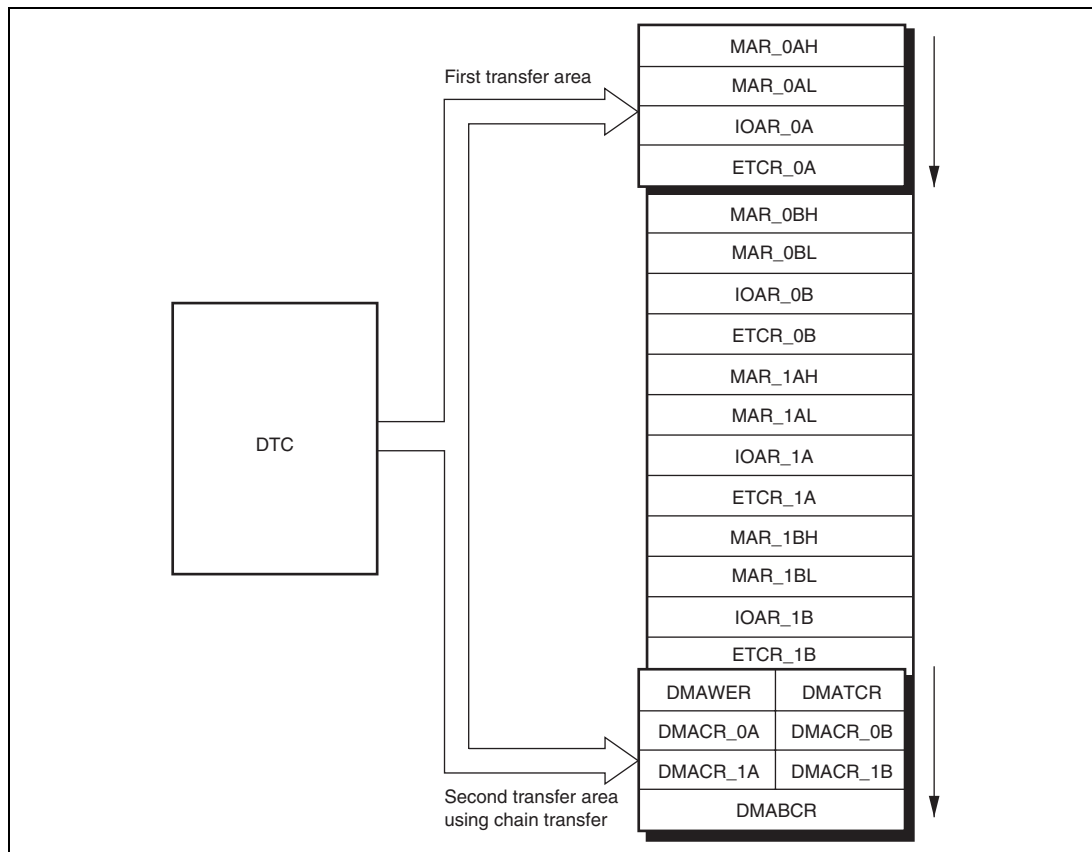 First transfer area
MAR_0AH
MAR_0AL
IOAR_0A
ETCR_0A
MAR_0BH
MAR_0BL
IOAR_0B
ETCR_0B
MAR_1AH
MAR_1AL
IOAR_1A
ETCR_1A
MAR_1BH
MAR_1BL
IOAR_1B
ETCR_1B
DTC
DMAWER DMATCR
DMACR_0A DMACR_0B
DMACR_1A DMACR_1B
DMABCR
Second transfer area
using chain transfer